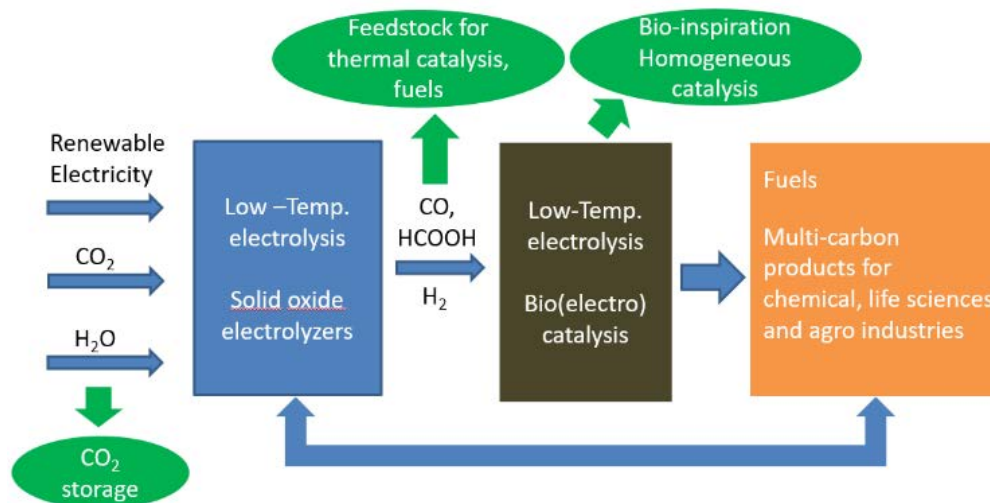 Feedstock for
thermal catalysis,
fuels
Bio-inspiration
Homogeneous
catalysis
Renewable
Electricity
CO₂
H₂O
CO₂
storage
Low –Temp.
electrolysis
Solid oxide
electrolyzers
CO,
HCOOH
H₂
Low-Temp.
electrolysis
Bio(electro)
catalysis
Fuels
Multi-carbon
products for
chemical, life sciences
and agro industries